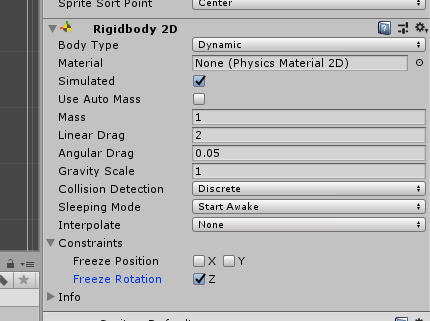 Sprite Sort Point Center
Rigidbody 2D
Body Type Dynamic
Material None (Physics Material 2D)
Simulated
Use Auto Mass
Mass 1
Linear Drag 2
Angular Drag 0.05
Gravity Scale 1
Collision Detection Discrete
Sleeping Mode Start Awake
Interpolate None
Constraints
Freeze Position X Y
Freeze Rotation Z
Info